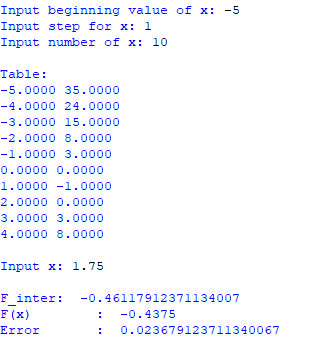 Input beginning value of x: -5
Input step for x: 1
Input number of x: 10
Table:
-5.0000 35.0000
-4.0000 24.0000
-3.0000 15.0000
-2.0000 8.0000
-1.0000 3.0000
0.0000 0.0000
1.0000 -1.0000
2.0000 0.0000
3.0000 3.0000
4.0000 8.0000
Input x: 1.75
F_inter: -0.46117912371134007
F(x) : -0.4375
Error : 0.023679123711340067